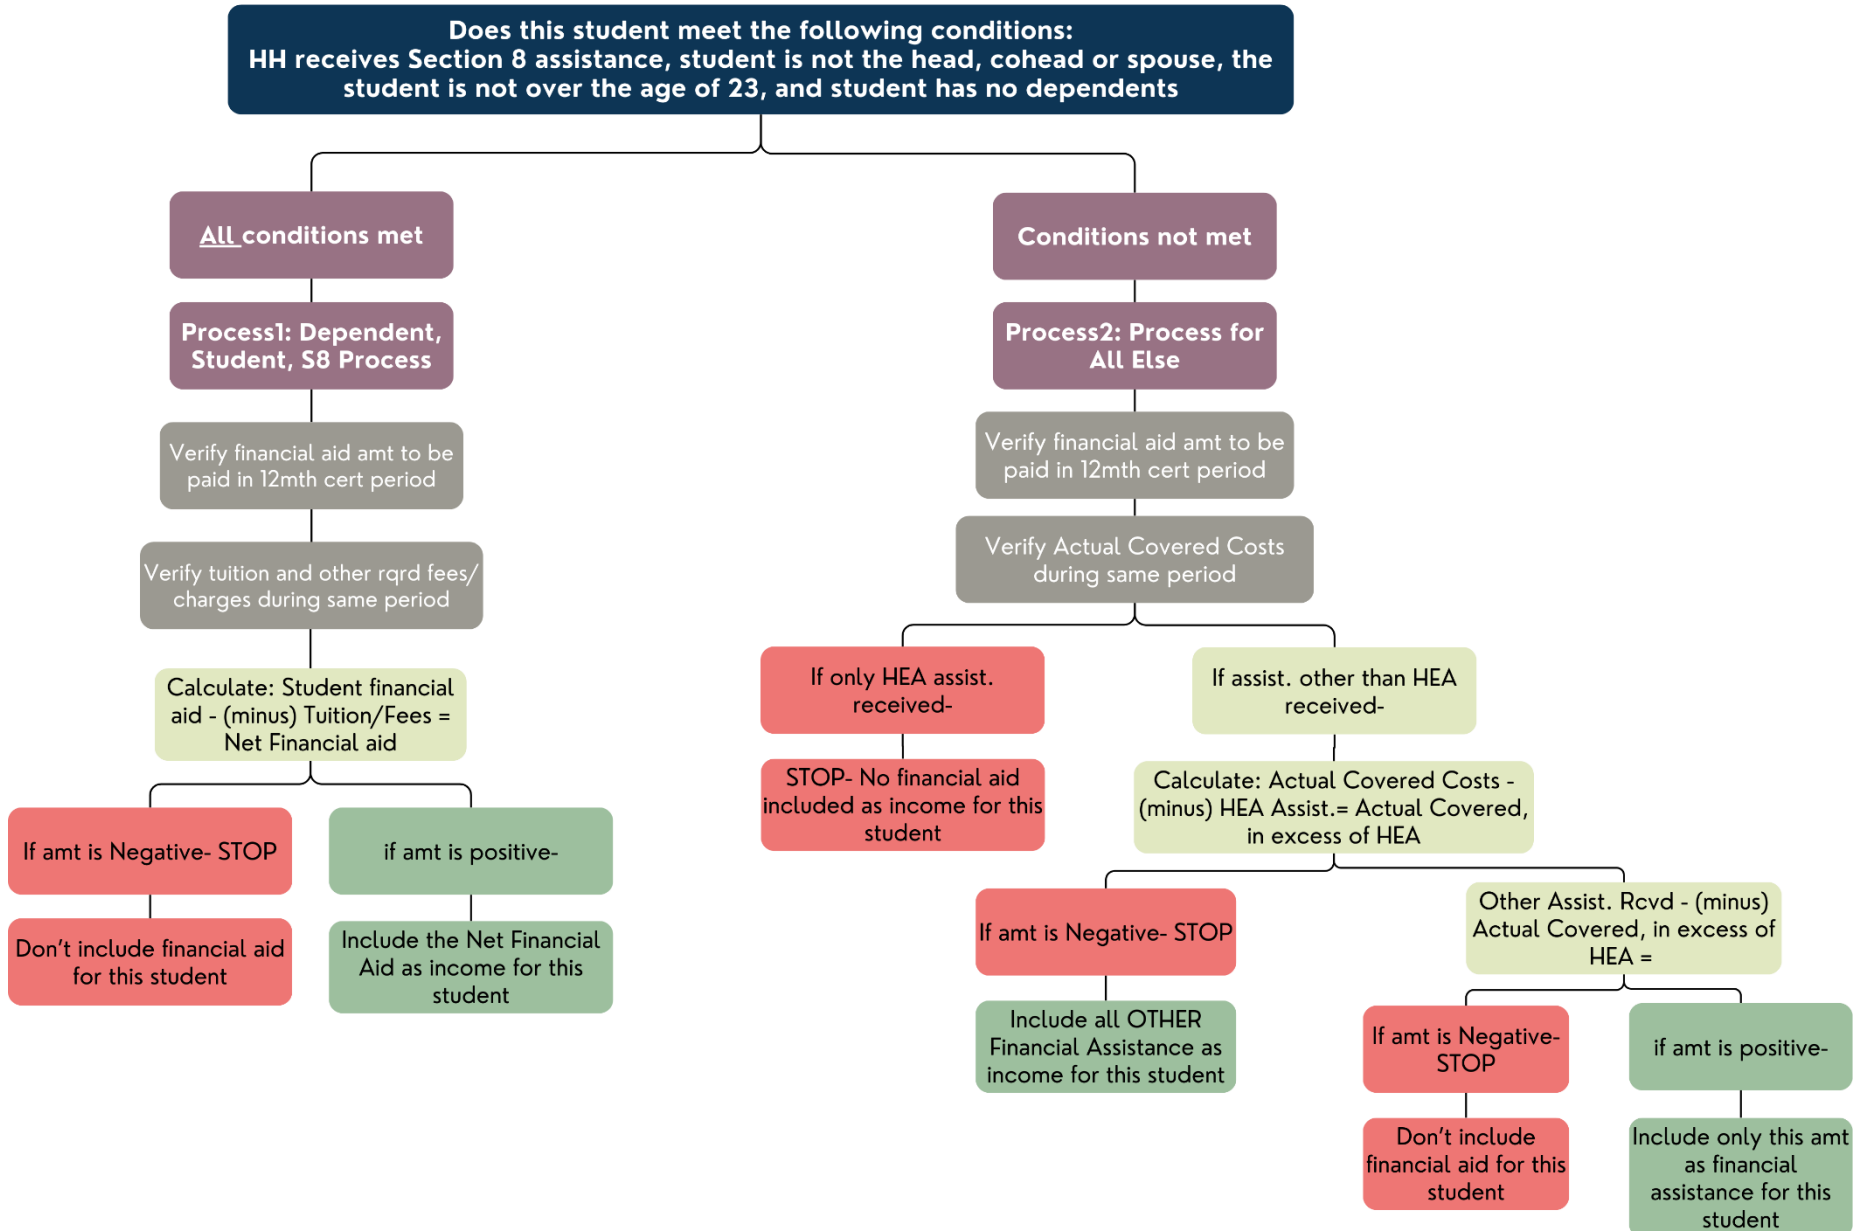 Does this student meet the following conditions:
HH receives Section 8 assistance, student is not the head, cohead or spouse, the
student is not over the age of 23, and student has no dependents
All conditions met
Process1: Dependent,
Student, S8 Process
Verify financial aid amt to be
paid in 12mth cert period
Verify tuition and other rqrd fees/
charges during same period
Calculate: Student financial
aid - (minus) Tuition/Fees =
Net Financial aid
If amt is Negative- STOP
Don't include financial aid
for this student
if amt is positive-
Include the Net Financial
Aid as income for this
student
Conditions not met
Process2: Process for
All Else
Verify financial aid amt to be
paid in 12mth cert period
Verify Actual Covered Costs
during same period
If only HEA assist.
received-
STOP- No financial aid
included as income for this
student
If assist. other than HEA
received-
Calculate: Actual Covered Costs -
(minus) HEA Assist.= Actual Covered,
in excess of HEA
If amt is Negative- STOP
Include all OTHER
Financial Assistance as
income for this student
Other Assist. Rcvd - (minus)
Actual Covered, in excess of
HEA =
If amt is Negative-
STOP
Don't include
financial aid for this
student
if amt is positive-
Include only this amt
as financial
assistance for this
student